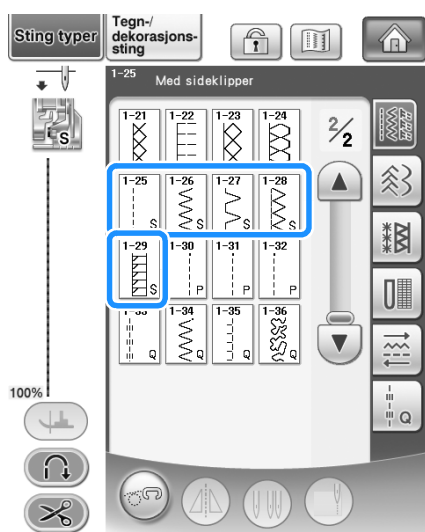 Sting typer
Tegn-/
dekorasjons-
sting
1-25 Med sideklipper
1-21 1-22 1-23 1-24
2/2
S
1-25 1-26 1-27 1-28
S S S S
1-29 1-30 1-31 1-32
S P P P
1-33 1-34 1-35 1-36
Q Q Q Q
100%
Q